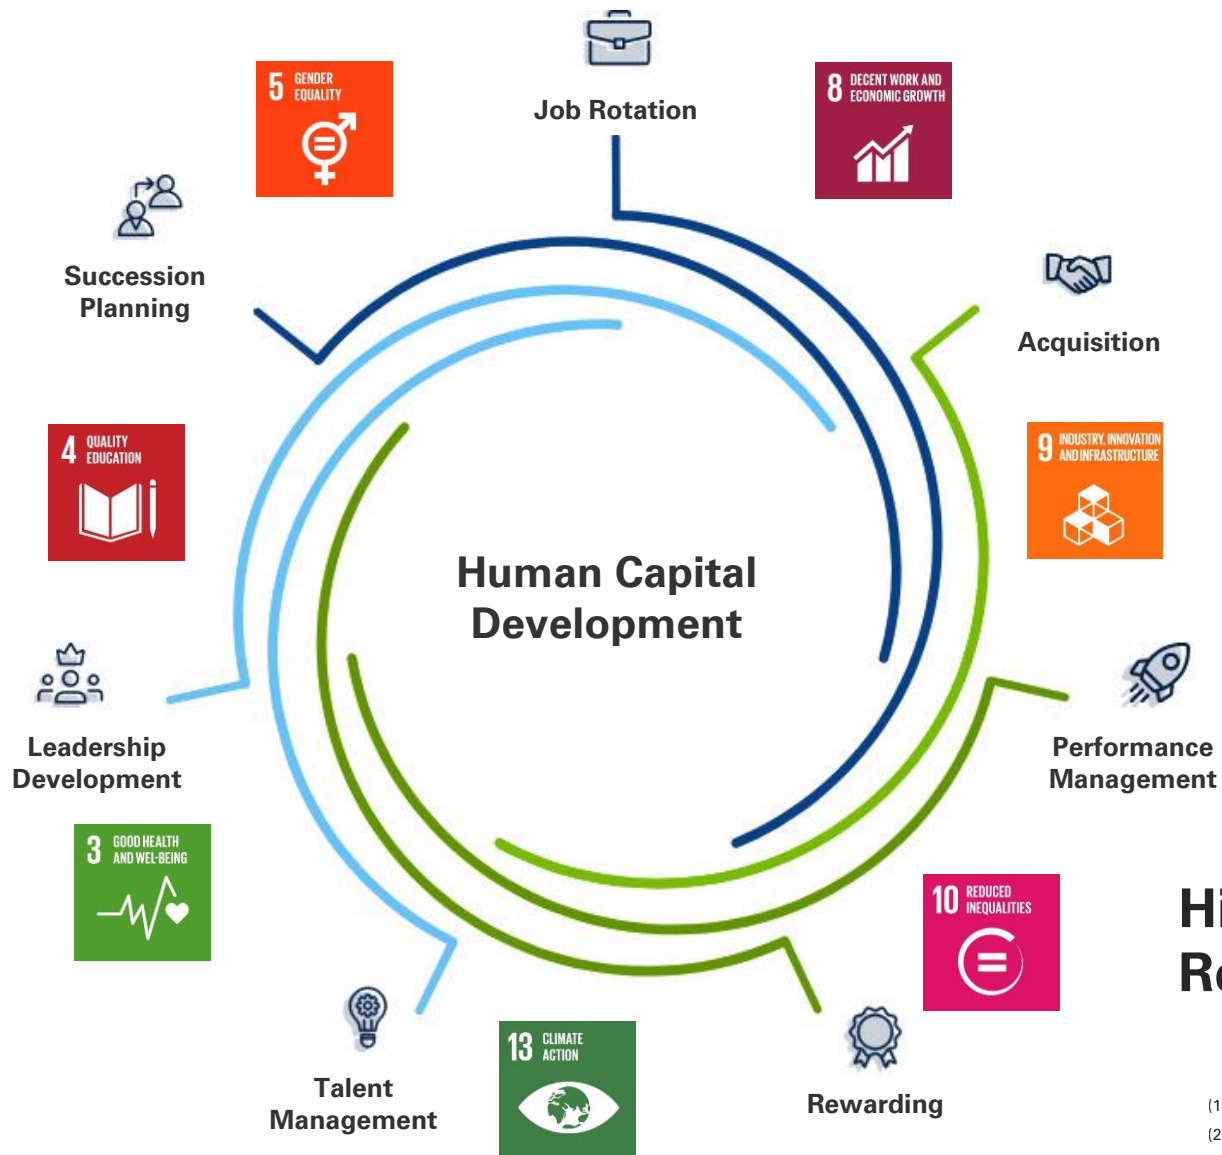 Job Rotation
5 GENDER
EQUALITY
8 DECENT WORK AND
ECONOMIC GROWTH
Succession
Planning
Acquisition
4 QUALITY
EDUCATION
9 INDUSTRY, INNOVATION
AND INFRASTRUCTURE
Human Capital
Development
Leadership
Development
Performance
Management
3 GOOD HEALTH
AND WEL-BEING
10 REDUCED
INEQUALITIES
Hi
Re
13 CLIMATE
ACTION
Talent
Management
Rewarding
(1
(2